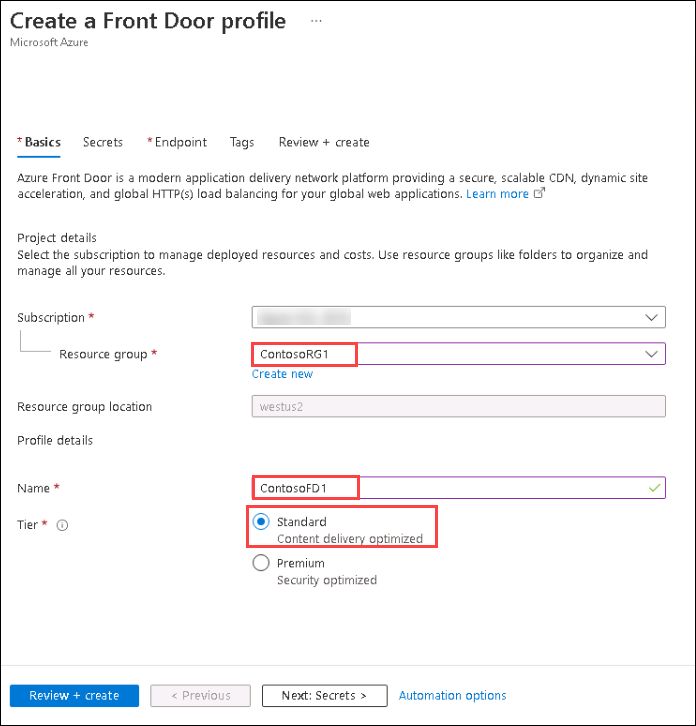 Create a Front Door profile ...
Microsoft Azure
* Basics Secrets * Endpoint Tags Review + create
Azure Front Door is a modern application delivery network platform providing a secure, scalable CDN, dynamic site
acceleration, and global HTTP(s) load balancing for your global web applications. Learn more
Project details
Select the subscription to manage deployed resources and costs. Use resource groups like folders to organize and
manage all your resources.
Subscription *
Resource group * ContosoRG1
Create new
Resource group location westus2
Profile details
Name * ContosoFD1
Tier * Standard
Content delivery optimized
Premium
Security optimized
Review + create < Previous Next: Secrets > Automation options